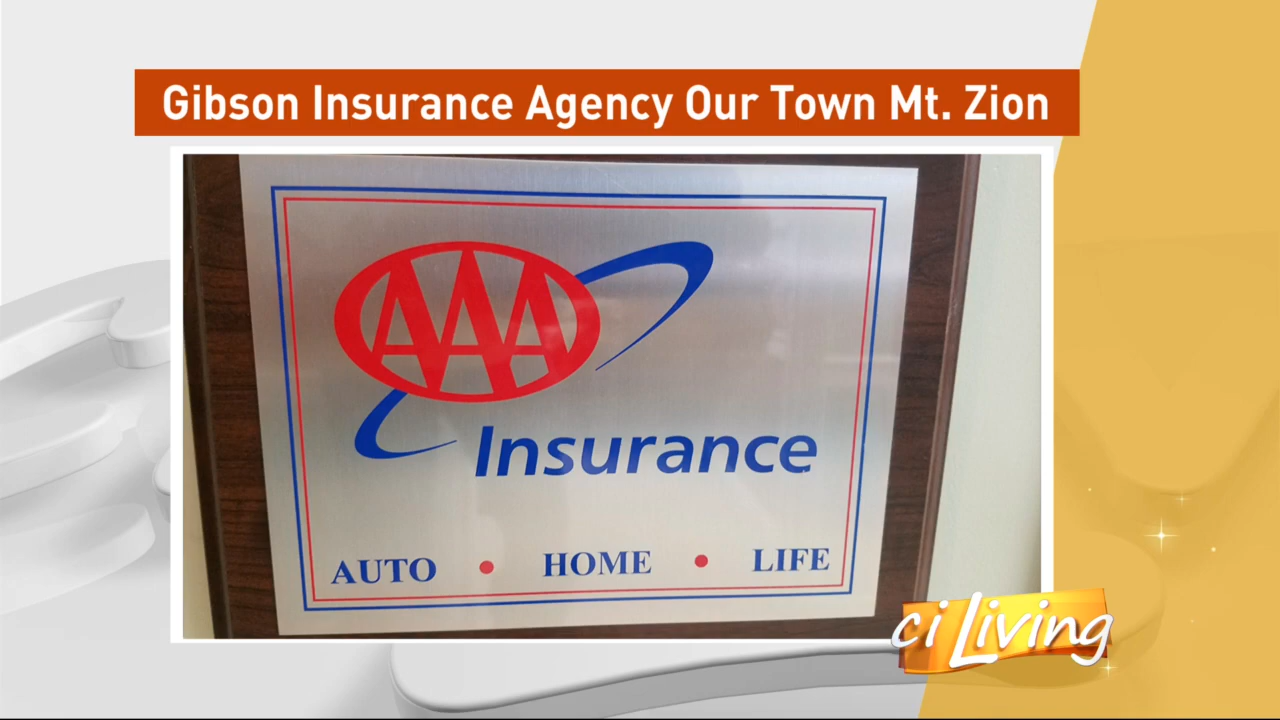 Gibson Insurance Agency Our Town Mt. Zion
AAA
Insurance
AUTO • HOME • LIFE
ci Living